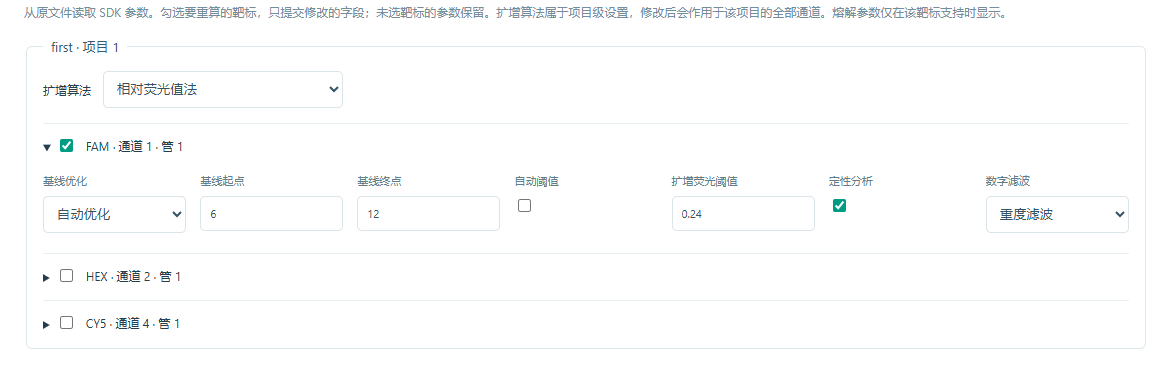 从原文件读取 SDK 参数。勾选要重算的靶标，只提交修改的字段；未选靶标的参数保留。扩增算法属于项目级设置，修改后会作用于该项目的全部通道。熔解参数仅在该靶标支持时显示。
first · 项目 1
扩增算法 相对荧光值法
FAM · 通道 1 · 管 1
基线优化 基线起点 基线终点 自动阈值 扩增荧光阈值 定性分析 数字滤波
自动优化 6 12 0.24 重度滤波
HEX · 通道 2 · 管 1
CY5 · 通道 4 · 管 1